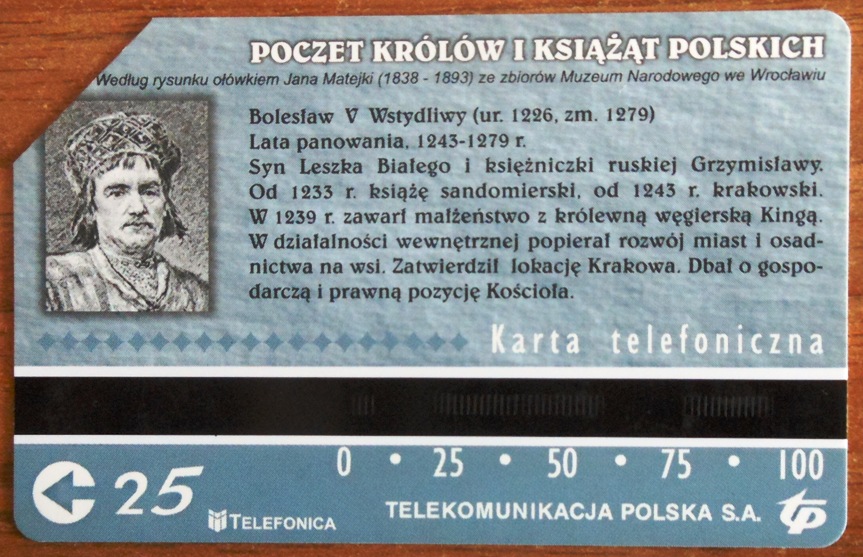 POCZET KRÓLÓW I KSIĄŻĄT POLSKICH
Według rysunku ołówkiem Jana Matejki (1838 - 1893) ze zbiorów Muzeum Narodowego we Wrocławiu
Bolesław V Wstydliwy (ur. 1226, zm. 1279)
Lata panowania, 1243-1279 r.
Syn Leszka Białego i księżniczki ruskiej Grzymisławy.
Od 1233 r. książę sandomierski, od 1243 r. krakowski.
W 1239 r. zawarł małżeństwo z królewną węgierską Kingą.
W działalności wewnętrznej popierał rozwój miast i osad-
nictwa na wsi. Zatwierdził lokację Krakowa. Dbał o gospo-
darczą i prawną pozycję Kościoła.
Karta telefoniczna
0 • 25 • 50 • 75 • 100
25
TELEFONICA
TELEKOMUNIKACJA POLSKA S.A. tp